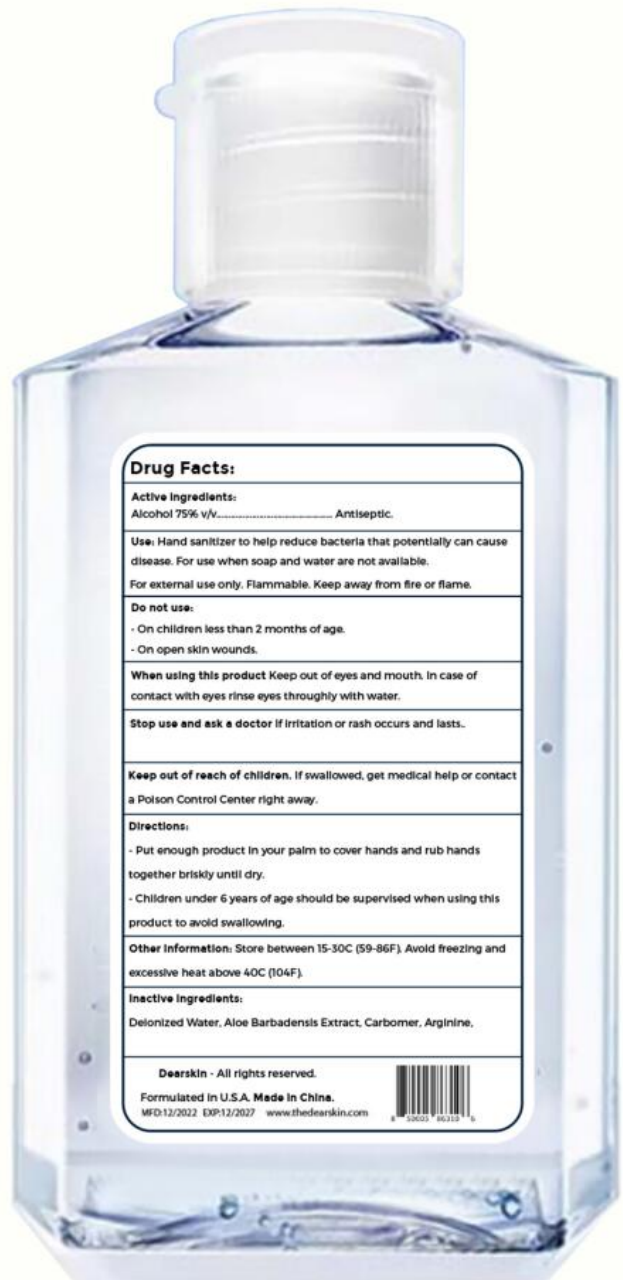 Drug Facts:
Active Ingredients:
Alcohol 75% v/v............................................ Antiseptic.
Use: Hand sanitizer to help reduce bacteria that potentially can cause
disease. For use when soap and water are not available.
For external use only. Flammable. Keep away from fire or flame.
Do not use:
- On children less than 2 months of age.
- On open skin wounds.
When using this product Keep out of eyes and mouth. In case of
contact with eyes rinse eyes throughly with water.
Stop use and ask a doctor if irritation or rash occurs and lasts..
Keep out of reach of children. If swallowed, get medical help or contact
a Poison Control Center right away.
Directions:
- Put enough product in your palm to cover hands and rub hands
together briskly until dry.
- Children under 6 years of age should be supervised when using this
product to avoid swallowing.
Other Information: Store between 15-30C (59-86F). Avoid freezing and
excessive heat above 40C (104F).
Inactive Ingredients:
Deionized Water, Aloe Barbadensis Extract, Carbomer, Arginine,
Dearskin - All rights reserved.
Formulated in U.S.A. Made in China.
MFD:12/2022 EXP:12/2027 www.thedearskin.com
8 50005 86310 6